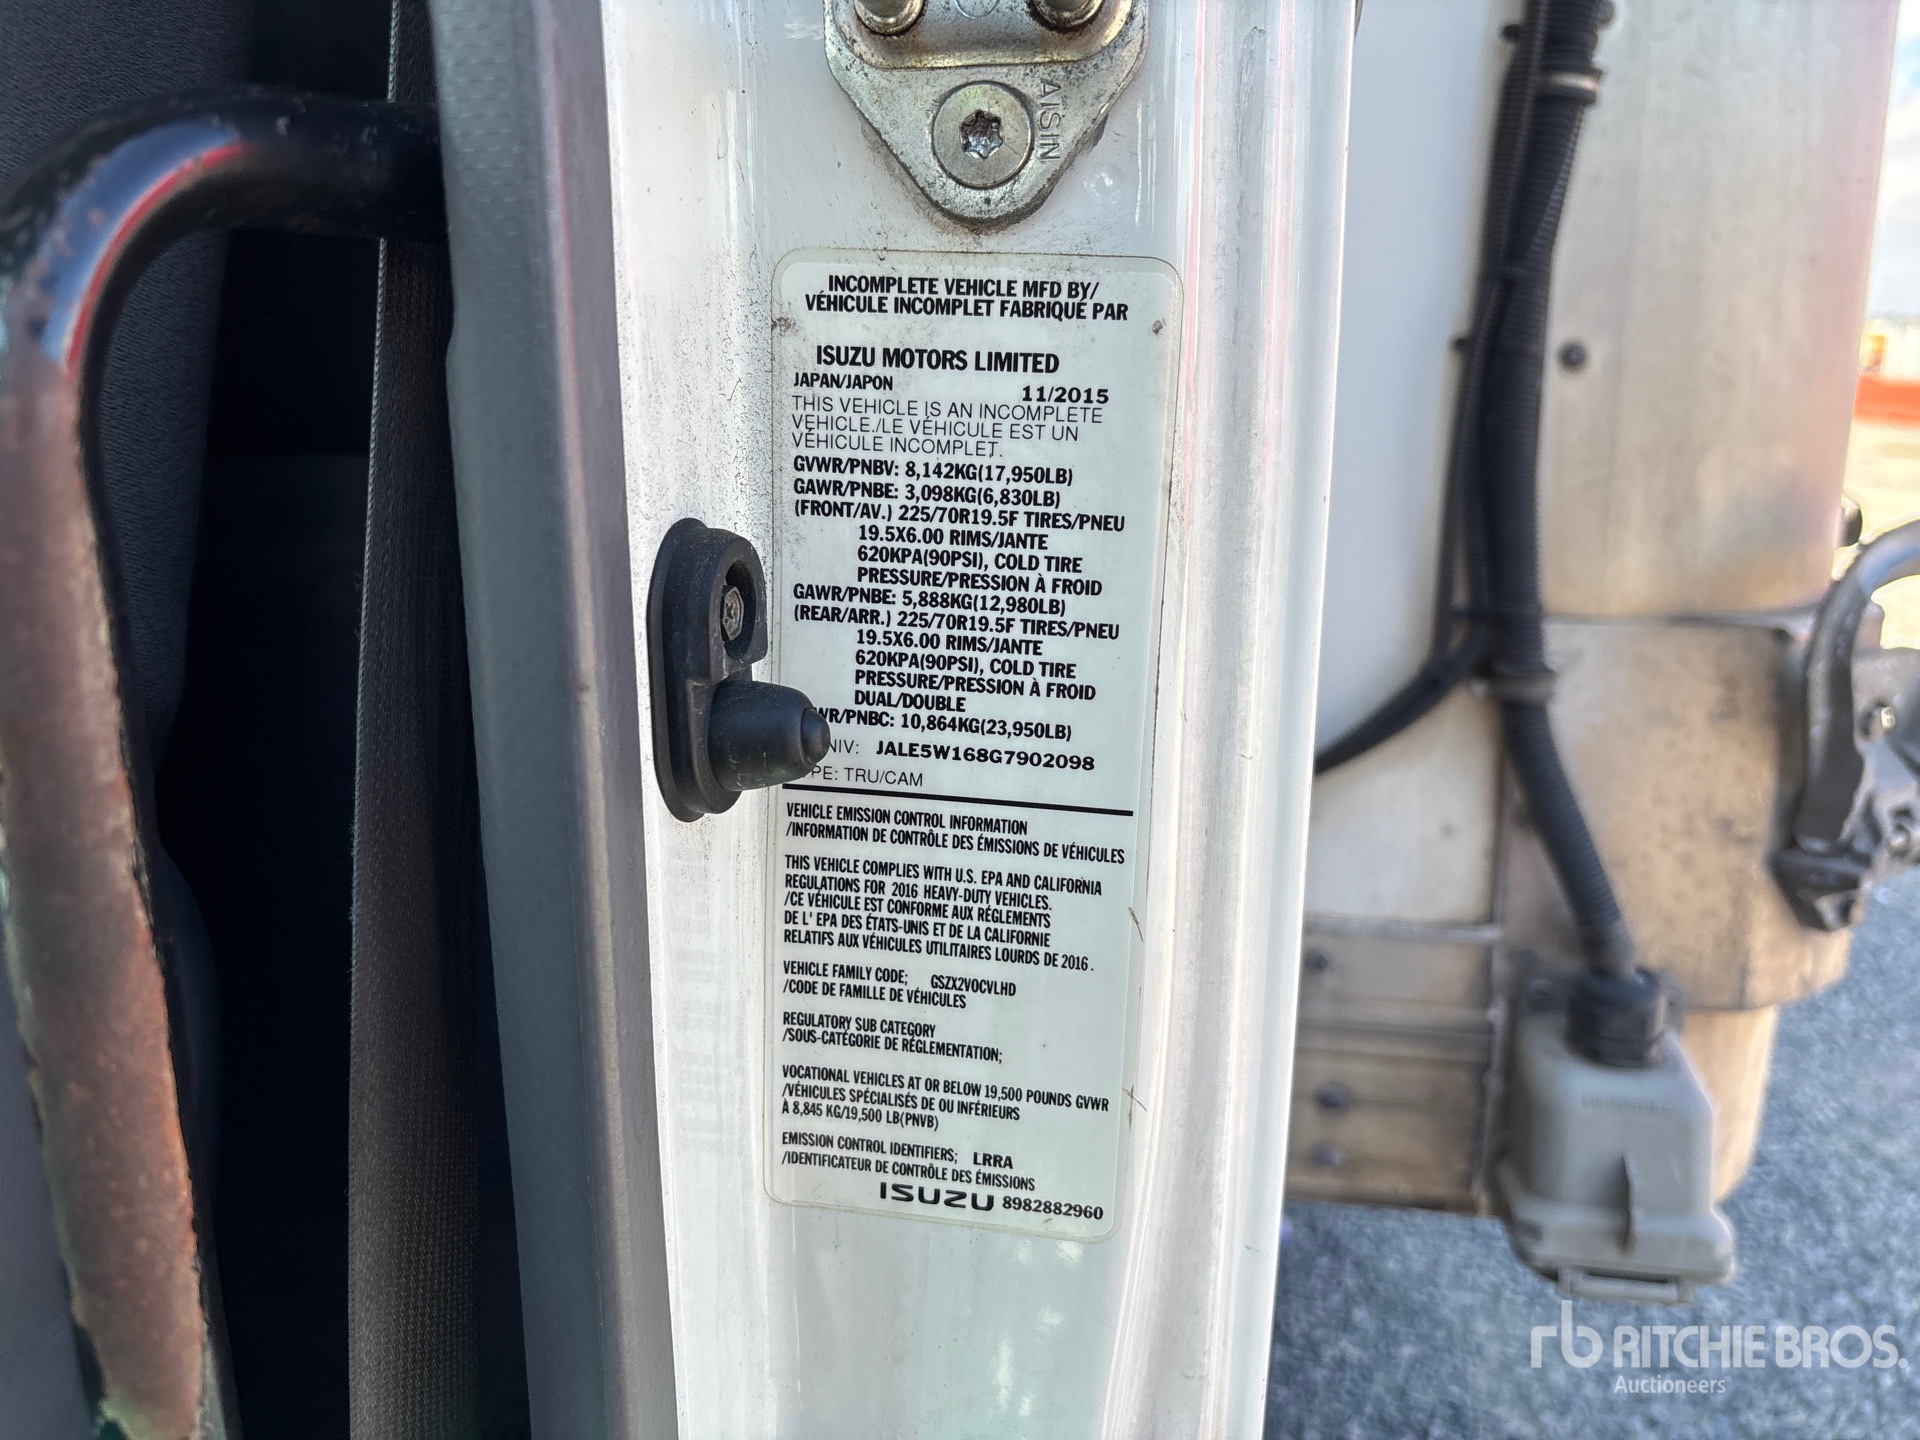 AISIN
INCOMPLETE VEHICLE MFD BY/
VÉHICULE INCOMPLET FABRIQUÉ PAR
ISUZU MOTORS LIMITED
JAPAN/JAPON 11/2015
THIS VEHICLE IS AN INCOMPLETE
VEHICLE./LE VÉHICULE EST UN
VÉHICULE INCOMPLET.
GVWR/PNBV: 8,142KG(17,950LB)
GAWR/PNBE: 3,098KG(6,830LB)
(FRONT/AV.) 225/70R19.5F TIRES/PNEU
19.5X6.00 RIMS/JANTE
620KPA(90PSI), COLD TIRE
PRESSURE/PRESSION À FROID
GAWR/PNBE: 5,888KG(12,980LB)
(REAR/ARR.) 225/70R19.5F TIRES/PNEU
19.5X6.00 RIMS/JANTE
620KPA(90PSI), COLD TIRE
PRESSURE/PRESSION À FROID
DUAL/DOUBLE
WR/PNBC: 10,864KG(23,950LB)
NIV: JALE5W168G7902098
PE: TRU/CAM
VEHICLE EMISSION CONTROL INFORMATION
/INFORMATION DE CONTRÔLE DES ÉMISSIONS DE VÉHICULES
THIS VEHICLE COMPLIES WITH U.S. EPA AND CALIFORNIA
REGULATIONS FOR 2016 HEAVY-DUTY VEHICLES.
/CE VÉHICULE EST CONFORME AUX RÉGLEMENTS
DE L' EPA DES ÉTATS-UNIS ET DE LA CALIFORNIE
RELATIFS AUX VÉHICULES UTILITAIRES LOURDS DE 2016.
VEHICLE FAMILY CODE; GSZX2VOCVLHD
/CODE DE FAMILLE DE VÉHICULES
REGULATORY SUB CATEGORY
/SOUS-CATÉGORIE DE RÉGLEMENTATION;
VOCATIONAL VEHICLES AT OR BELOW 19,500 POUNDS GVWR
/VÉHICULES SPÉCIALISÉS DE OU INFÉRIEURS
À 8,845 KG/19,500 LB(PNVB)
EMISSION CONTROL IDENTIFIERS; LRRA
/IDENTIFICATEUR DE CONTRÔLE DES ÉMISSIONS
ISUZU 8982882960
rb RITCHIE BROS.
Auctioneers